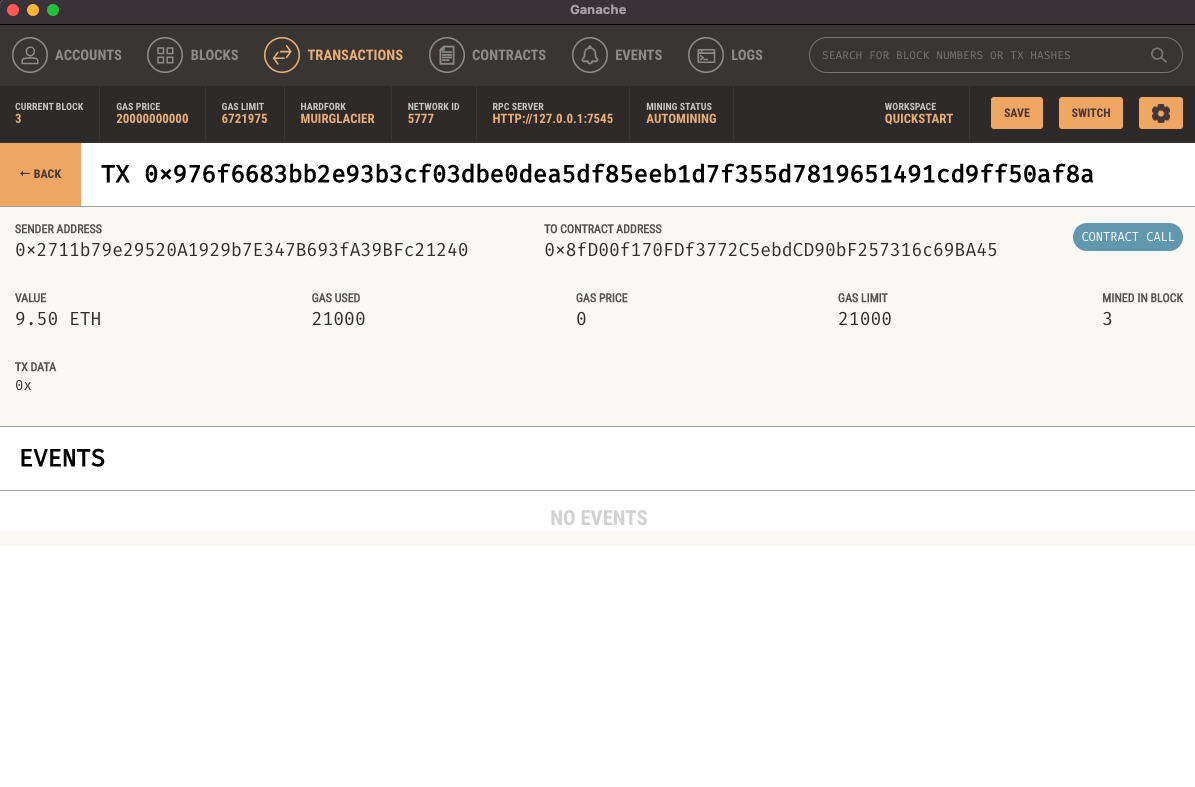 Ganache
ACCOUNTS BLOCKS TRANSACTIONS CONTRACTS EVENTS LOGS SEARCH FOR BLOCK NUMBERS OR TX HASHES
CURRENT BLOCK GAS PRICE GAS LIMIT HARDFORK NETWORK ID RPC SERVER MINING STATUS WORKSPACE
3 20000000000 6721975 MUIRGLACIER 5777 HTTP://127.0.0.1:7545 AUTOMINING QUICKSTART SAVE SWITCH
← BACK TX 0×976f6683bb2e93b3cf03dbe0dea5df85eeb1d7f355d7819651491cd9ff50af8a
SENDER ADDRESS TO CONTRACT ADDRESS
0×2711b79e29520A1929b7E347B693fA39BFc21240 0×8fD00f170FDf3772C5ebdCD90bF257316c69BA45 CONTRACT CALL
VALUE GAS USED GAS PRICE GAS LIMIT MINED IN BLOCK
9.50 ETH 21000 0 21000 3
TX DATA
0x
EVENTS
NO EVENTS